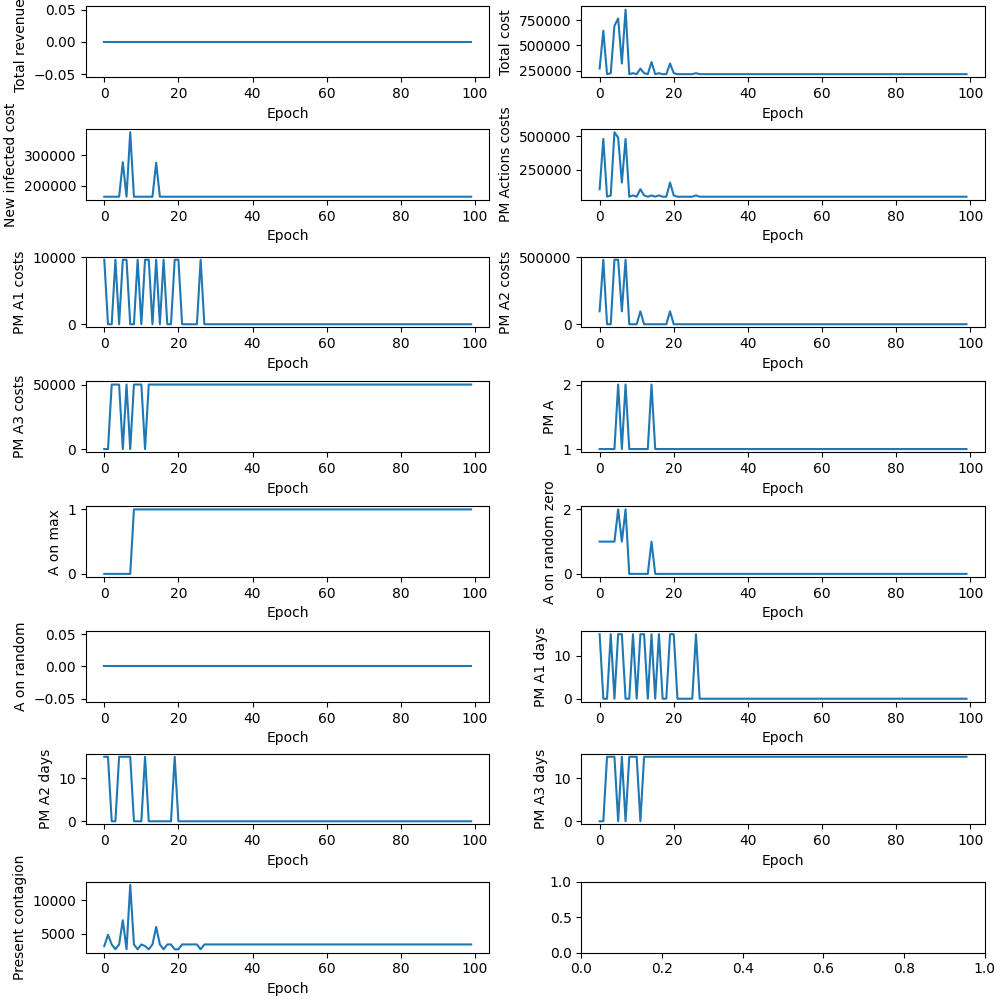 Total revenue
0.05
0.00
−0.05
0 20 40 60 80 100
Epoch
Total cost
750000
500000
250000
0 20 40 60 80 100
Epoch
New infected cost
300000
200000
0 20 40 60 80 100
Epoch
PM Actions costs
500000
250000
0 20 40 60 80 100
Epoch
PM A1 costs
10000
0
0 20 40 60 80 100
Epoch
PM A2 costs
500000
0
0 20 40 60 80 100
Epoch
PM A3 costs
50000
0
0 20 40 60 80 100
Epoch
PM A
2
1
0 20 40 60 80 100
Epoch
A on max
1
0
0 20 40 60 80 100
Epoch
A on random zero
2
0
0 20 40 60 80 100
Epoch
A on random
0.05
0.00
−0.05
0 20 40 60 80 100
Epoch
PM A1 days
10
0
0 20 40 60 80 100
Epoch
PM A2 days
10
0
0 20 40 60 80 100
Epoch
PM A3 days
10
0
0 20 40 60 80 100
Epoch
Present contagion
10000
5000
0 20 40 60 80 100
Epoch
1.0
0.5
0.0
0.0 0.2 0.4 0.6 0.8 1.0